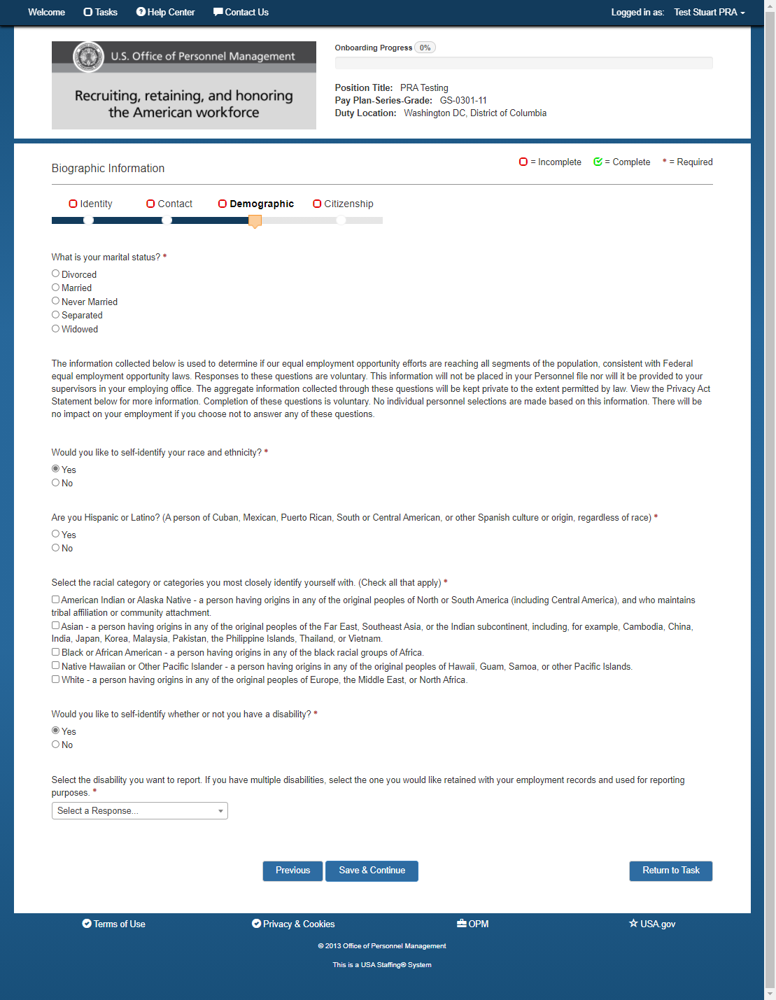 Welcome Tasks Help Center Contact Us Logged in as: Test Stuart PRA
U.S. Office of Personnel Management
Recruiting, retaining, and honoring
the American workforce
Onboarding Progress 0%
Position Title: PRA Testing
Pay Plan-Series-Grade: GS-0301-11
Duty Location: Washington DC, District of Columbia
Biographic Information
= Incomplete = Complete * = Required
Identity Contact Demographic Citizenship
What is your marital status? *
Divorced
Married
Never Married
Separated
Widowed
The information collected below is used to determine if our equal employment opportunity efforts are reaching all segments of the population, consistent with Federal
equal employment opportunity laws. Responses to these questions are voluntary. This information will not be placed in your Personnel file nor will it be provided to your
supervisors in your employing office. The aggregate information collected through these questions will be kept private to the extent permitted by law. View the Privacy Act
Statement below for more information. Completion of these questions is voluntary. No individual personnel selections are made based on this information. There will be
no impact on your employment if you choose not to answer any of these questions.
Would you like to self-identify your race and ethnicity? *
Yes
No
Are you Hispanic or Latino? (A person of Cuban, Mexican, Puerto Rican, South or Central American, or other Spanish culture or origin, regardless of race) *
Yes
No
Select the racial category or categories you most closely identify yourself with. (Check all that apply) *
American Indian or Alaska Native - a person having origins in any of the original peoples of North or South America (including Central America), and who maintains
tribal affiliation or community attachment.
Asian - a person having origins in any of the original peoples of the Far East, Southeast Asia, or the Indian subcontinent, including, for example, Cambodia, China,
India, Japan, Korea, Malaysia, Pakistan, the Philippine Islands, Thailand, or Vietnam.
Black or African American - a person having origins in any of the black racial groups of Africa.
Native Hawaiian or Other Pacific Islander - a person having origins in any of the original peoples of Hawaii, Guam, Samoa, or other Pacific Islands.
White - a person having origins in any of the original peoples of Europe, the Middle East, or North Africa.
Would you like to self-identify whether or not you have a disability? *
Yes
No
Select the disability you want to report. If you have multiple disabilities, select the one you would like retained with your employment records and used for reporting
purposes. *
Select a Response...
Previous Save & Continue Return to Task
Terms of Use Privacy & Cookies OPM USA.gov
© 2013 Office of Personnel Management
This is a USA Staffing® System